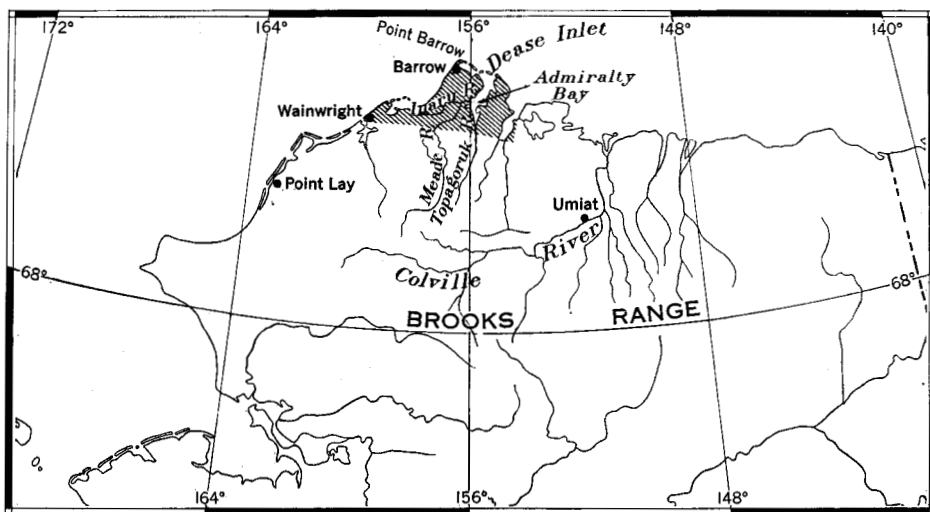 172°
164°
156°
148°
140°
Point Barrow
Dease Inlet
Barrow
Admiralty
Bay
Wainwright
Inaru R.
Meade R.
Topagoruk R.
Point Lay
Umiat
River
Colville
68°
68°
BROOKS RANGE
164°
156°
148°